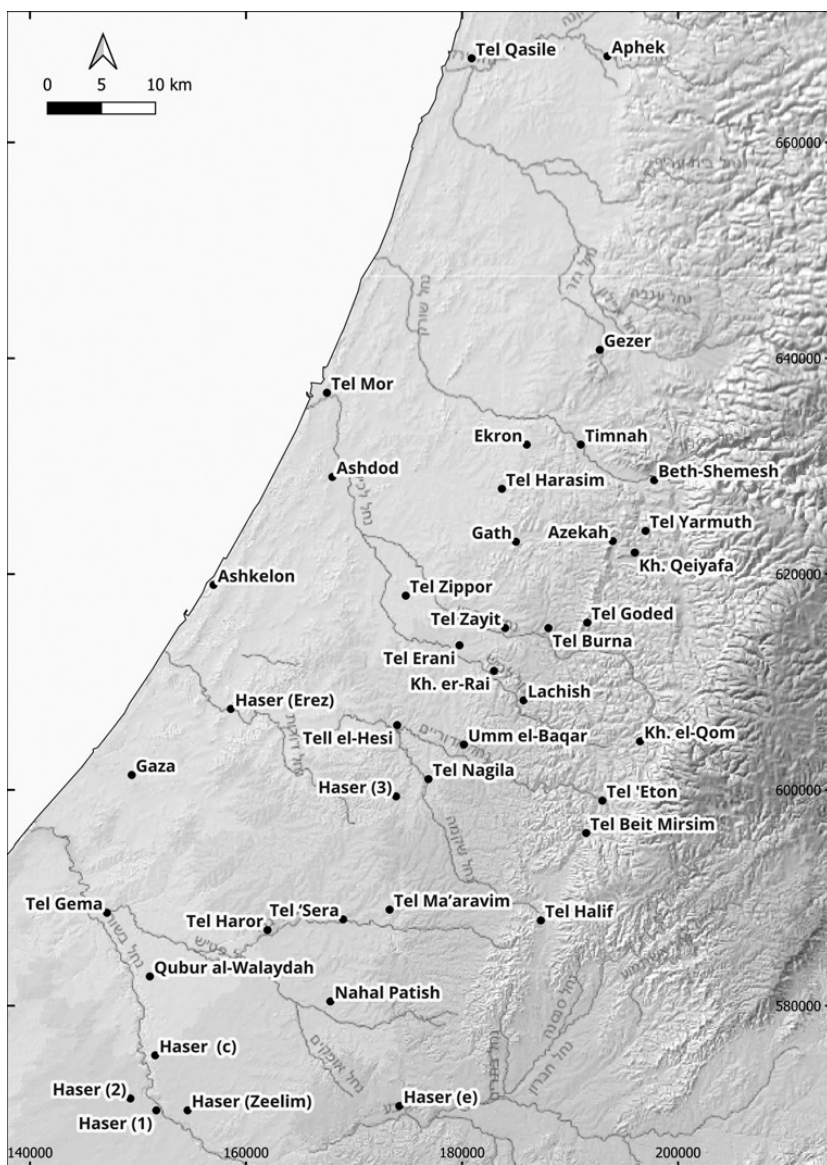 Tel Qasile
Aphek
0 5 10 km
660000
נחל שורק
Gezer
640000
Tel Mor
Ekron
Timnah
Ashdod
Beth-Shemesh
Tel Harasim
Tel Yarmuth
Gath
Azekah
Kh. Qeiyafa
Ashkelon
620000
Tel Zippor
Tel Zayit
Tel Goded
Tel Burna
Tel Erani
Kh. er-Rai
Lachish
Haser (Erez)
Tell el-Hesi
Umm el-Baqar
Kh. el-Qom
Gaza
Tel Nagila
600000
Haser (3)
Tel 'Eton
Tel Beit Mirsim
Tel Gema
Tel Haror
Tel ‘Sera
Tel Ma’aravim
Tel Halif
Qubur al-Walaydah
Nahal Patish
580000
נחל חברון
Haser (c)
Haser (2)
Haser (1)
Haser (Zeelim)
Haser (e)
140000
160000
180000
200000